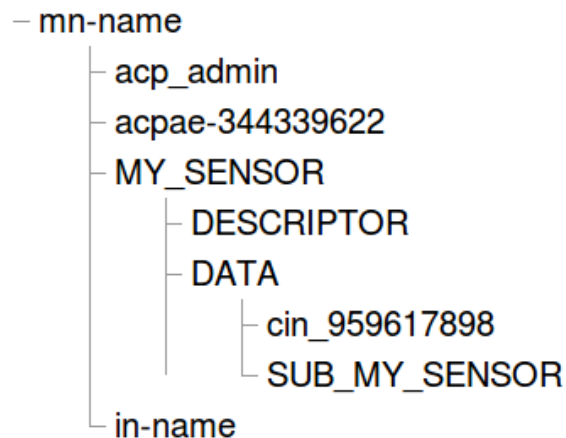 mn-name
acp_admin
acpae-344339622
MY_SENSOR
DESCRIPTOR
DATA
cin_959617898
SUB_MY_SENSOR
in-name